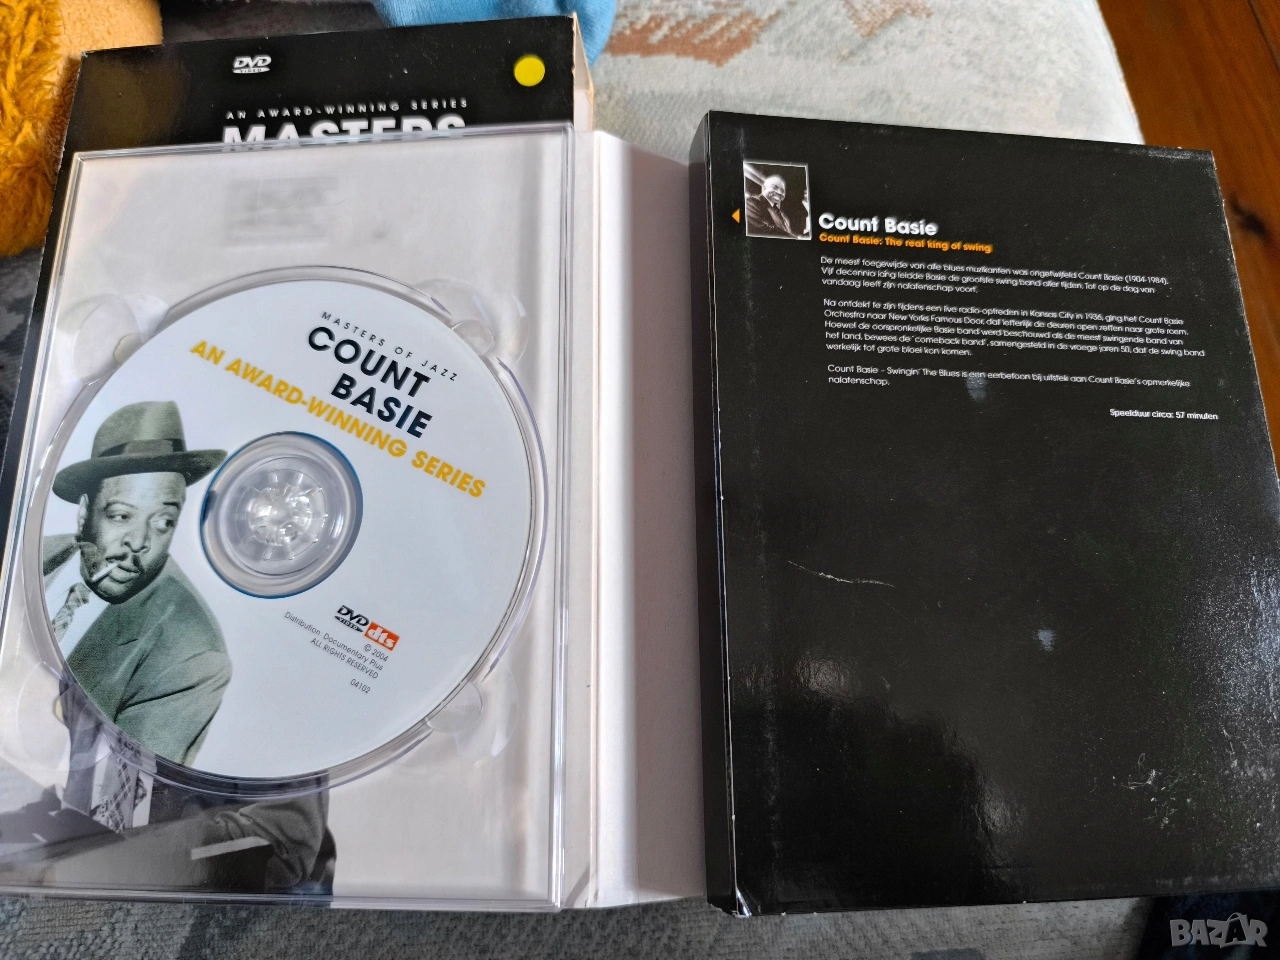 DVD
VIDEO
AN AWARD-WINNING SERIES
MASTERS
MASTERS OF JAZZ
COUNT
BASIE
AN AWARD-WINNING SERIES
DVD
VIDEO
dts
© 2004
Distribution: Documentary Plus
ALL RIGHTS RESERVED
04102
Count Basie
Count Basie: The real king of swing
De meest toegewijde van alle blues muzikanten was ongetwijfeld Count Basie (1904-1984).
Vijf decennia lang leidde Basie de grootste swing band aller tijden. Tot op de dag van
vandaag leeft zijn nalatenschap voort.
Na ontdekt te zijn tijdens een live radio-optreden in Kansas City in 1936, ging het Count Basie
Orchestra naar New Yorks Famous Door, dat letterlijk de deuren open zetten naar grote roem.
Hoewel de oorspronkelijke Basie band werd beschouwd als de meest swingende band van
het land, bewees de 'comeback band', samengesteld in de vroege jaren 50, dat de swing band
werkelijk tot grote bloei kon komen.
Count Basie - Swingin' The Blues is een eerbetoon bij uitstek aan Count Basie's opmerkelijke
nalatenschap.
Speelduur circa: 57 minuten
BAZAR